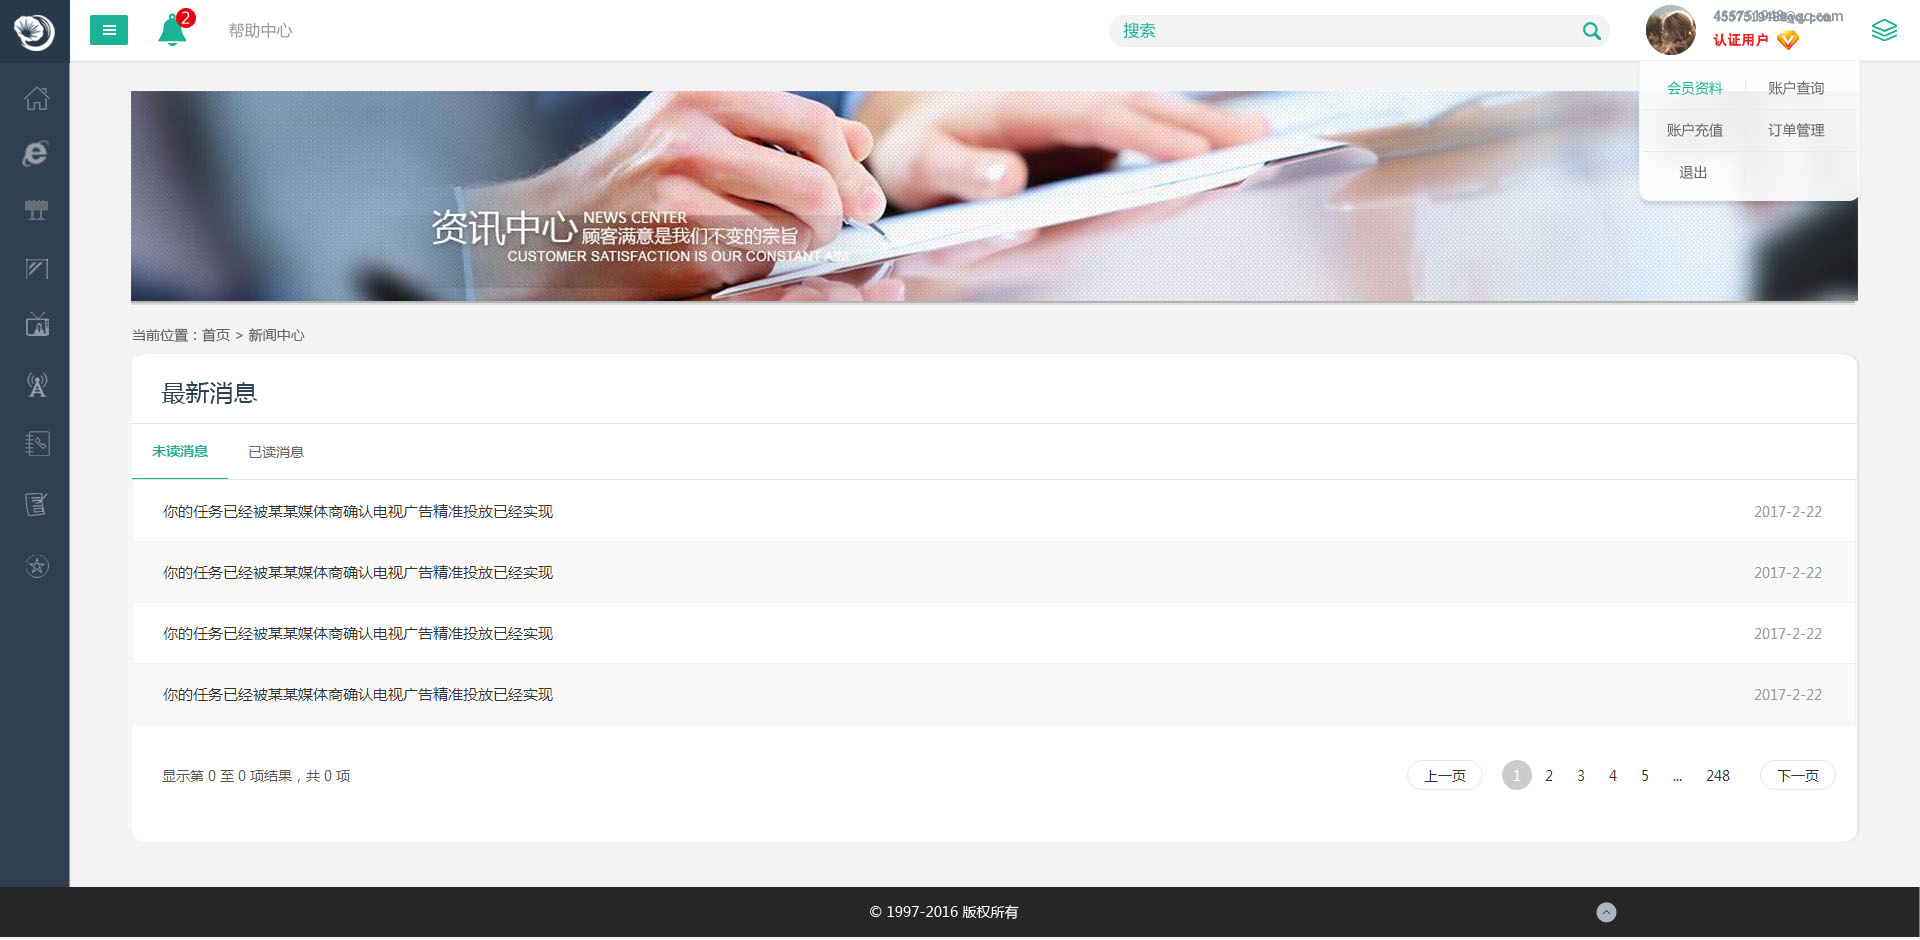 2
帮助中心
搜索
认证用户
会员资料
账户查询
账户充值
订单管理
退出
资讯中心
NEWS CENTER
顾客满意是我们不变的宗旨
CUSTOMER SATISFACTION IS OUR CONSTANT AIM
当前位置：首页 > 新闻中心
最新消息
未读消息
已读消息
你的任务已经被某某媒体商确认电视广告精准投放已经实现
2017-2-22
你的任务已经被某某媒体商确认电视广告精准投放已经实现
2017-2-22
你的任务已经被某某媒体商确认电视广告精准投放已经实现
2017-2-22
你的任务已经被某某媒体商确认电视广告精准投放已经实现
2017-2-22
显示第 0 至 0 项结果，共 0 项
上一页 1 2 3 4 5 ... 248 下一页
© 1997-2016 版权所有